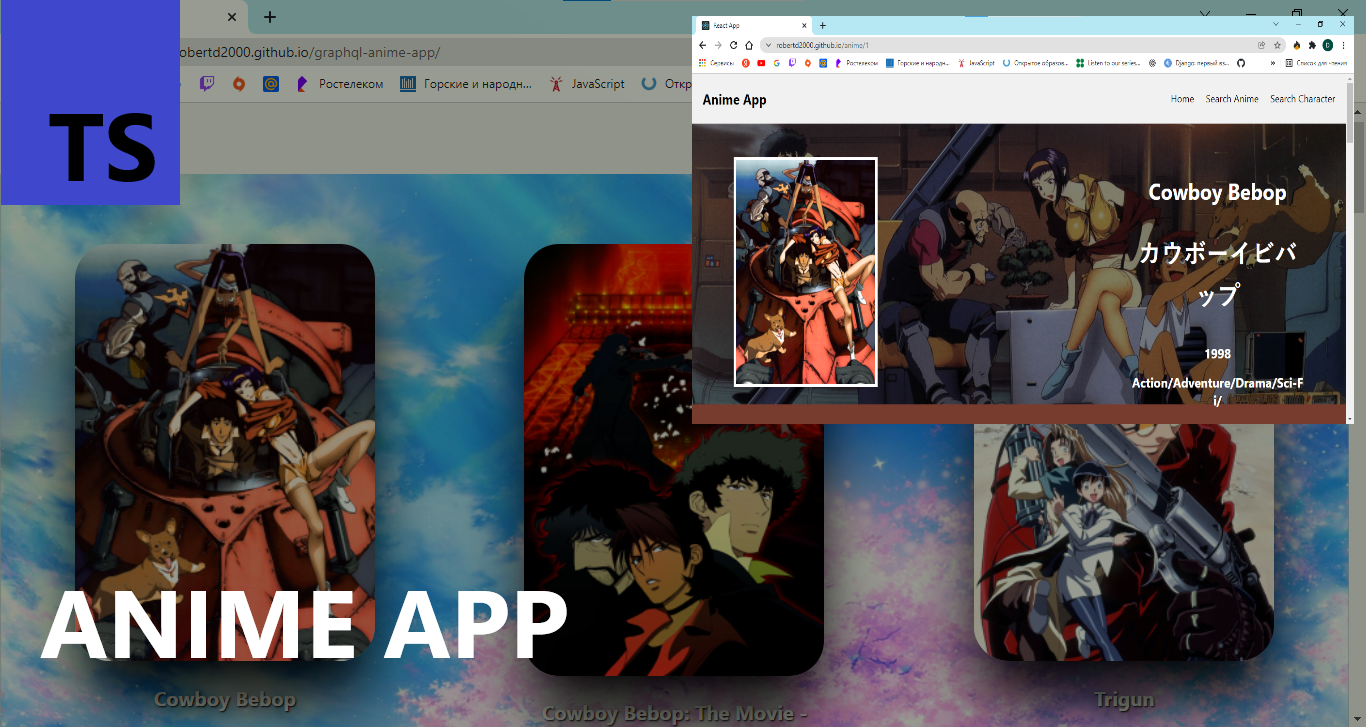 TS
robertd2000.github.io/graphql-anime-app/
Ростелеком
Горские и народн...
JavaScript
Откр
React App
robertd2000.github.io/anime/1
Сервисы
Ростелеком
Горские и народн...
JavaScript
Открытое образов...
Listen to our series...
Django: первый вз...
»
Список для чтения
Anime App
Home
Search Anime
Search Character
Cowboy Bebop
カウボーイビバ
ップ
1998
Action/Adventure/Drama/Sci-F
i/
ANIME APP
Cowboy Bebop
Cowboy Bebop: The Movie -
Trigun